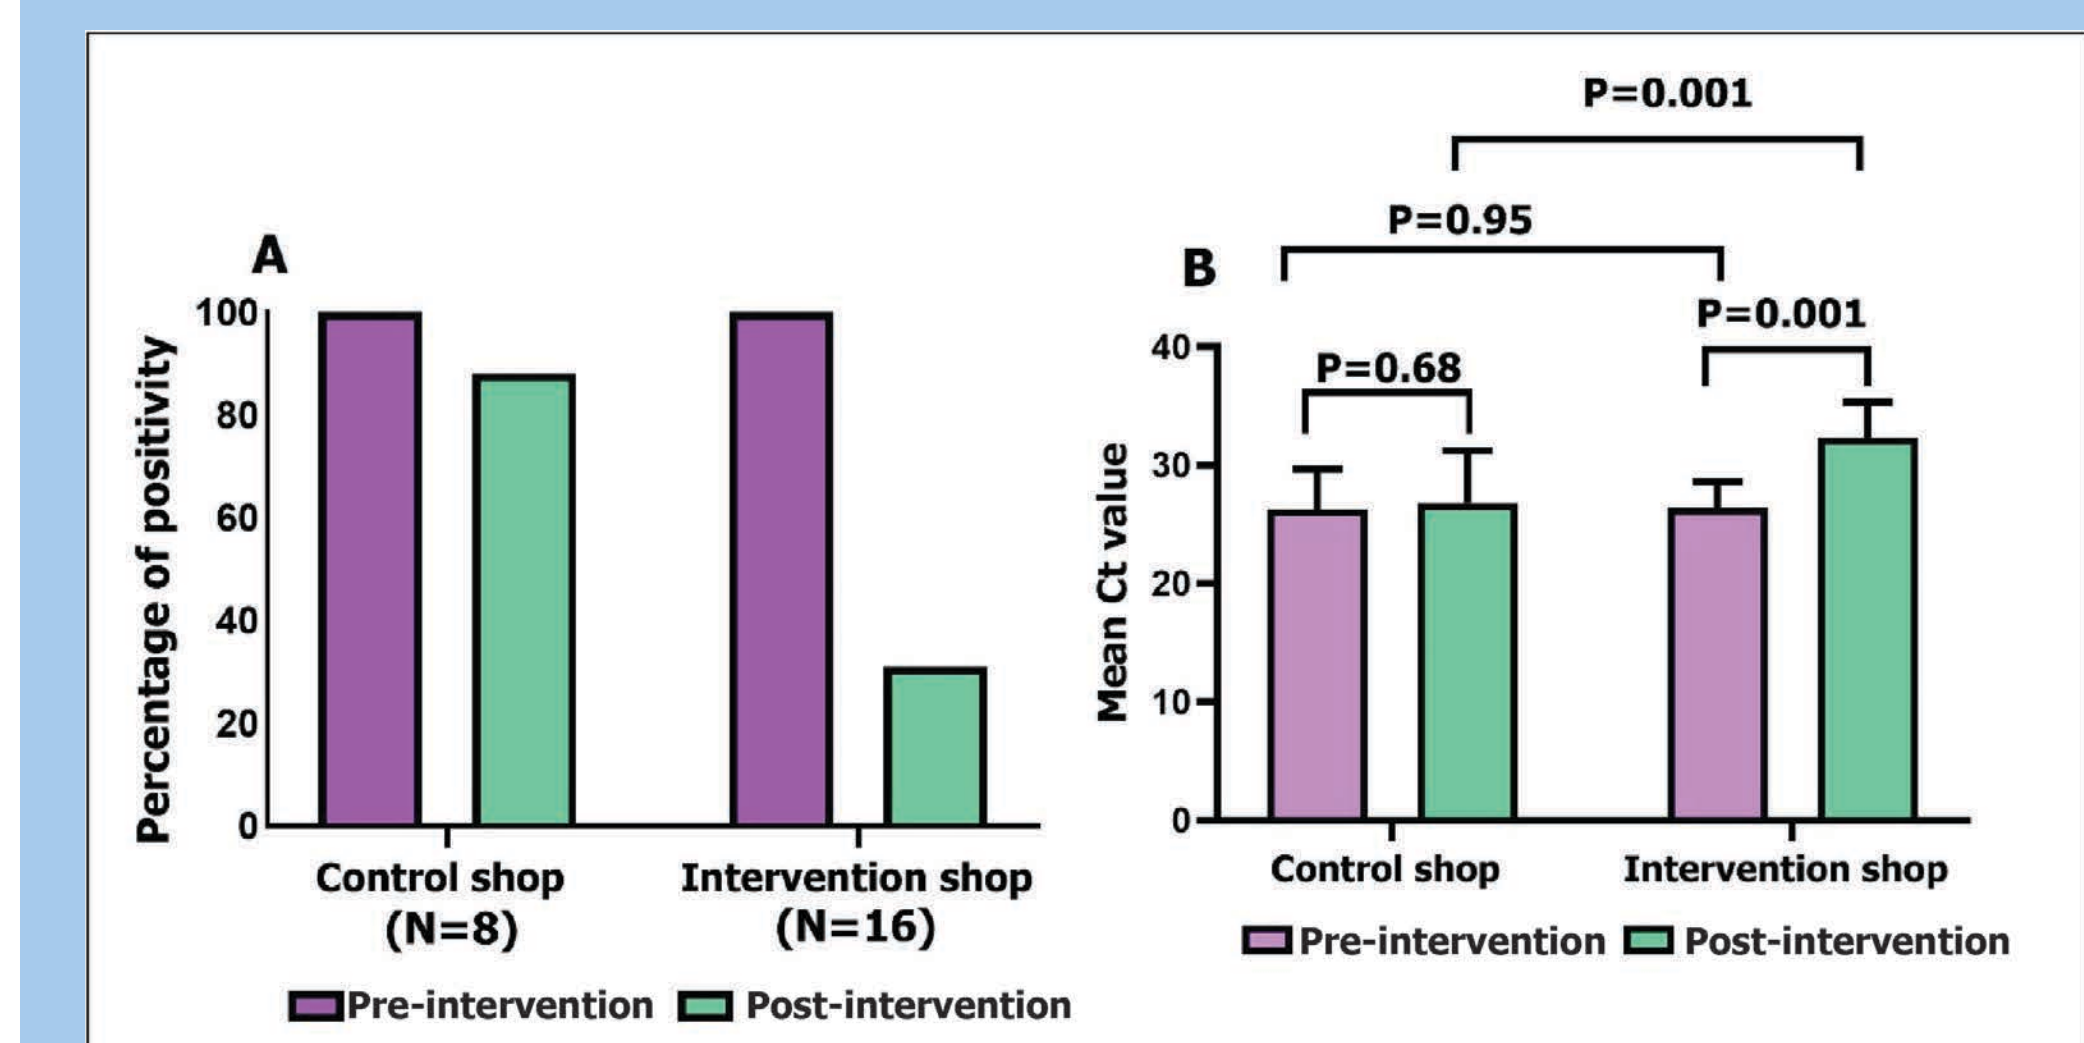 A
Percentage of positivity
100
80
60
40
20
0
Control shop
(N=8)
Intervention shop
(N=16)
Pre-intervention
Post-intervention
P=0.001
P=0.95
B
P=0.001
P=0.68
Mean Ct value
40
30
20
10
0
Control shop
Intervention shop
Pre-intervention
Post-intervention